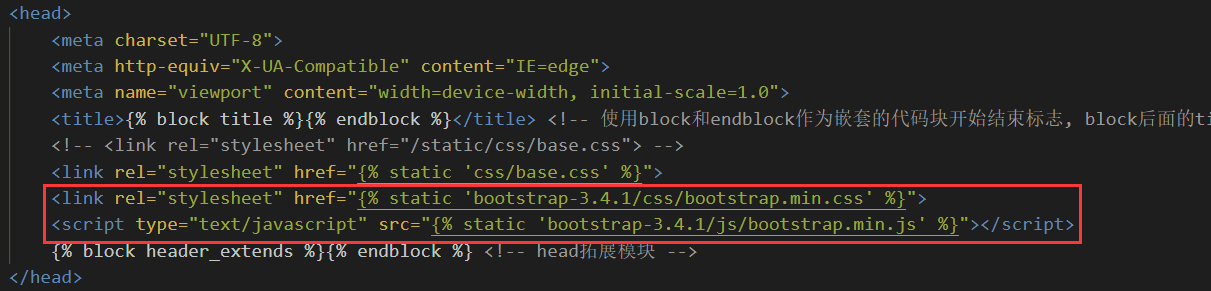 <head>
<meta charset="UTF-8">
<meta http-equiv="X-UA-Compatible" content="IE=edge">
<meta name="viewport" content="width=device-width, initial-scale=1.0">
<title>{% block title %}{% endblock %}</title> <!-- 使用block和endblock作为嵌套的代码块开始结束标志, block后面的ti
<!-- <link rel="stylesheet" href="/static/css/base.css"> -->
<link rel="stylesheet" href="{% static 'css/base.css' %}">
<link rel="stylesheet" href="{% static 'bootstrap-3.4.1/css/bootstrap.min.css' %}">
<script type="text/javascript" src="{% static 'bootstrap-3.4.1/js/bootstrap.min.js' %}"></script>
{% block header_extends %}{% endblock %} <!-- head拓展模块 -->
</head>